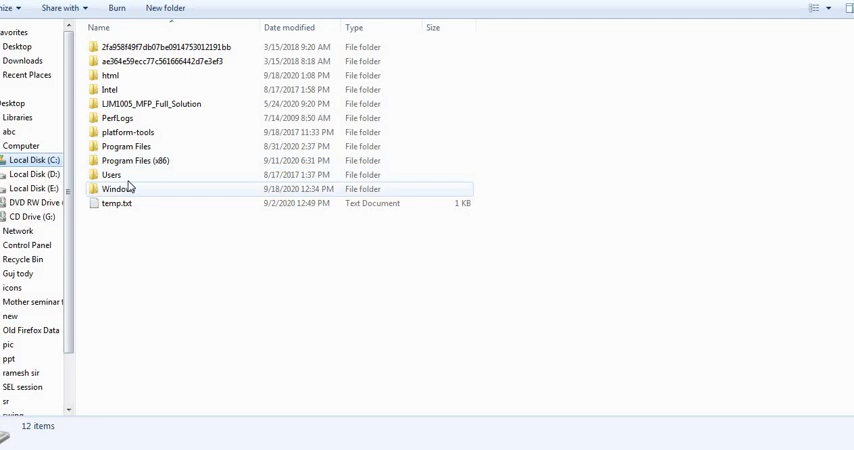 nize Share with Burn New folder
avorites
Desktop
Downloads
Recent Places
esktop
Libraries
abc
Computer
Local Disk (C:)
Local Disk (D:)
Local Disk (E:)
DVD RW Drive (
CD Drive (G:)
Network
Control Panel
Recycle Bin
Guj tody
icons
Mother seminar f
new
Old Firefox Data
pic
ppt
ramesh sir
SEL session
sr
swing
Name Date modified Type Size
2fa958f49f7db07be0914753012191bb 3/15/2018 9:20 AM File folder
ae364e59ecc77c561666442d7e3ef3 3/15/2018 8:18 AM File folder
html 9/18/2020 1:08 PM File folder
Intel 8/17/2017 1:58 PM File folder
LJM1005_MFP_Full_Solution 5/24/2020 9:20 PM File folder
PerfLogs 7/14/2009 8:50 AM File folder
platform-tools 9/18/2017 11:33 PM File folder
Program Files 8/31/2020 2:37 PM File folder
Program Files (x86) 9/11/2020 6:31 PM File folder
Users 8/17/2017 1:37 PM File folder
Windows 9/18/2020 12:34 PM File folder
temp.txt 9/2/2020 12:49 PM Text Document 1 KB
12 items